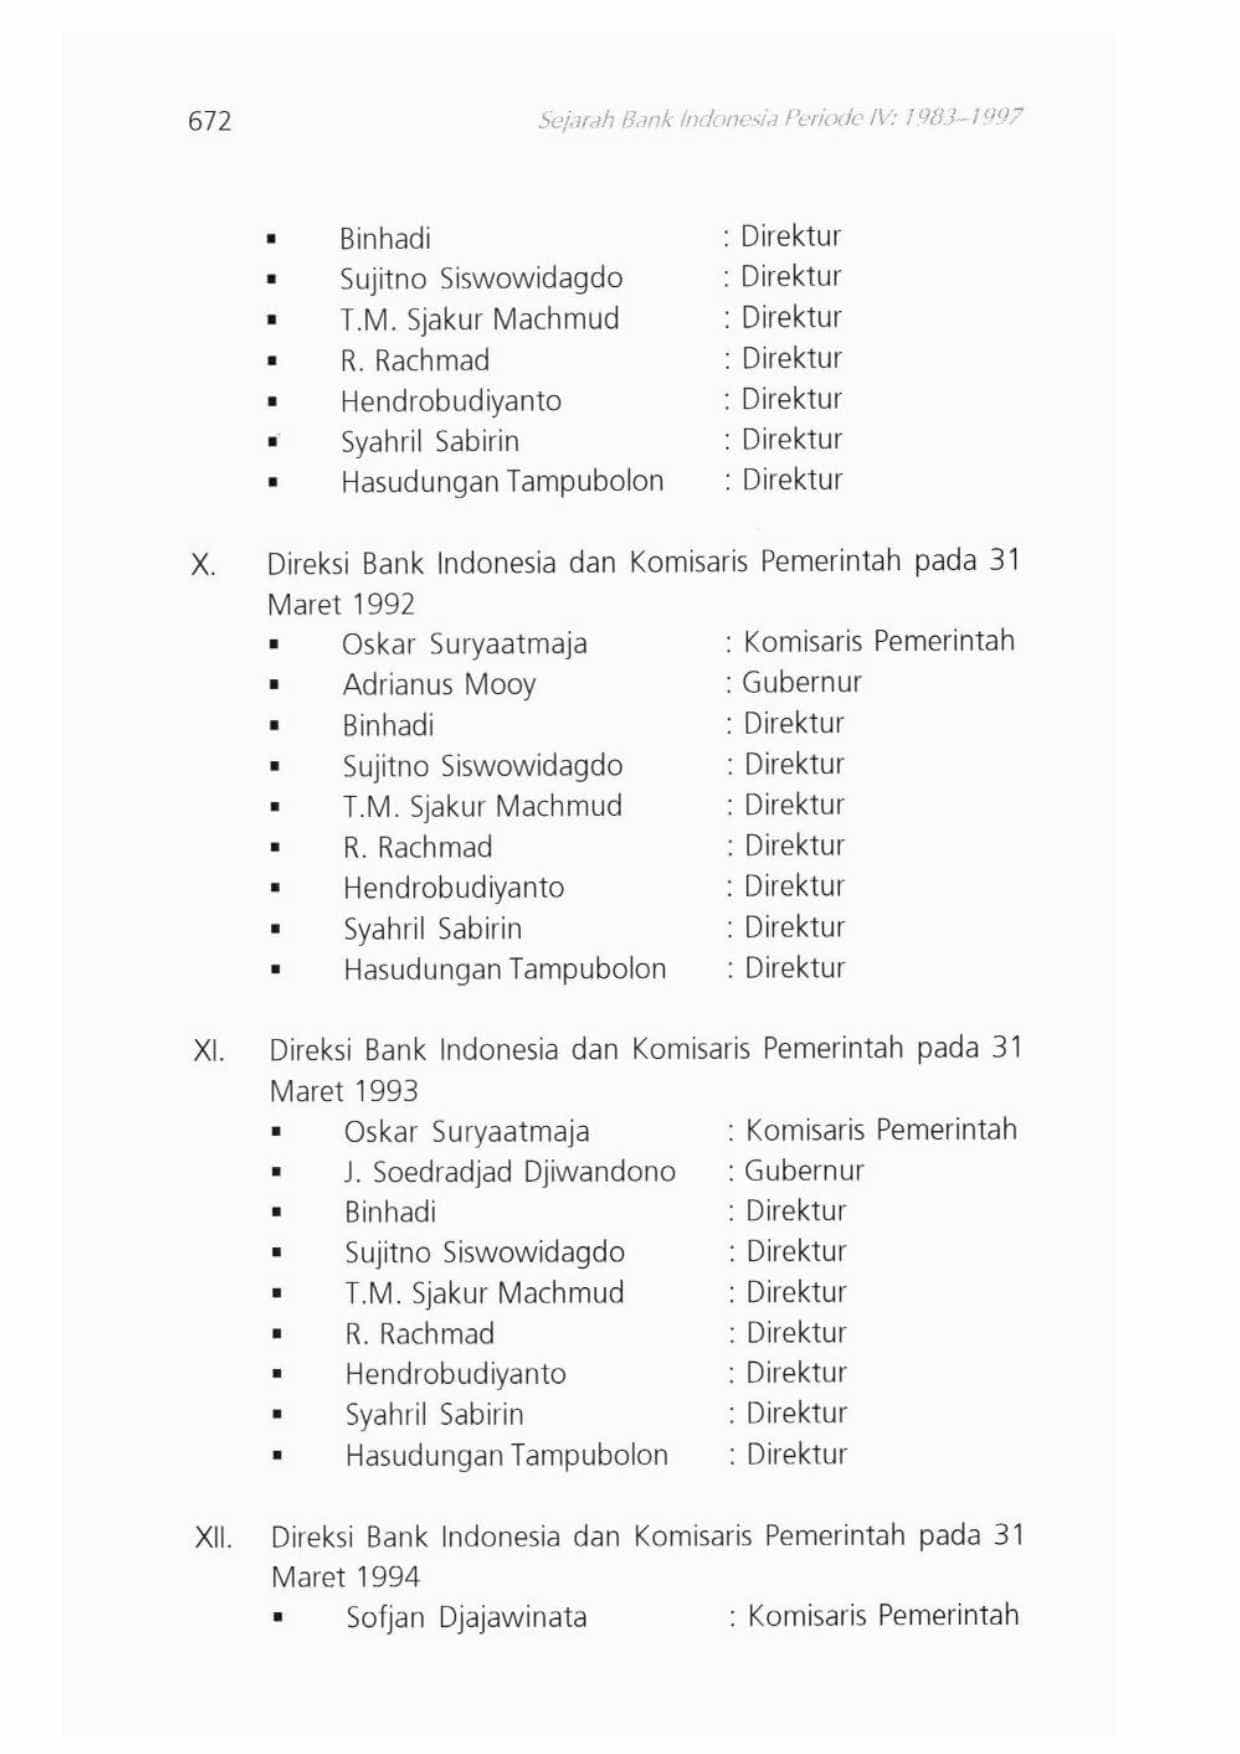 672 Sejarah Bank Indonesia Periode IV: 1983–1997
▪ Binhadi : Direktur
▪ Sujitno Siswowidagdo : Direktur
▪ T.M. Sjakur Machmud : Direktur
▪ R. Rachmad : Direktur
▪ Hendrobudiyanto : Direktur
▪ Syahril Sabirin : Direktur
▪ Hasudungan Tampubolon : Direktur
X. Direksi Bank Indonesia dan Komisaris Pemerintah pada 31
Maret 1992
▪ Oskar Suryaatmaja : Komisaris Pemerintah
▪ Adrianus Mooy : Gubernur
▪ Binhadi : Direktur
▪ Sujitno Siswowidagdo : Direktur
▪ T.M. Sjakur Machmud : Direktur
▪ R. Rachmad : Direktur
▪ Hendrobudiyanto : Direktur
▪ Syahril Sabirin : Direktur
▪ Hasudungan Tampubolon : Direktur
XI. Direksi Bank Indonesia dan Komisaris Pemerintah pada 31
Maret 1993
▪ Oskar Suryaatmaja : Komisaris Pemerintah
▪ J. Soedradjad Djiwandono : Gubernur
▪ Binhadi : Direktur
▪ Sujitno Siswowidagdo : Direktur
▪ T.M. Sjakur Machmud : Direktur
▪ R. Rachmad : Direktur
▪ Hendrobudiyanto : Direktur
▪ Syahril Sabirin : Direktur
▪ Hasudungan Tampubolon : Direktur
XII. Direksi Bank Indonesia dan Komisaris Pemerintah pada 31
Maret 1994
▪ Sofjan Djajawinata : Komisaris Pemerintah